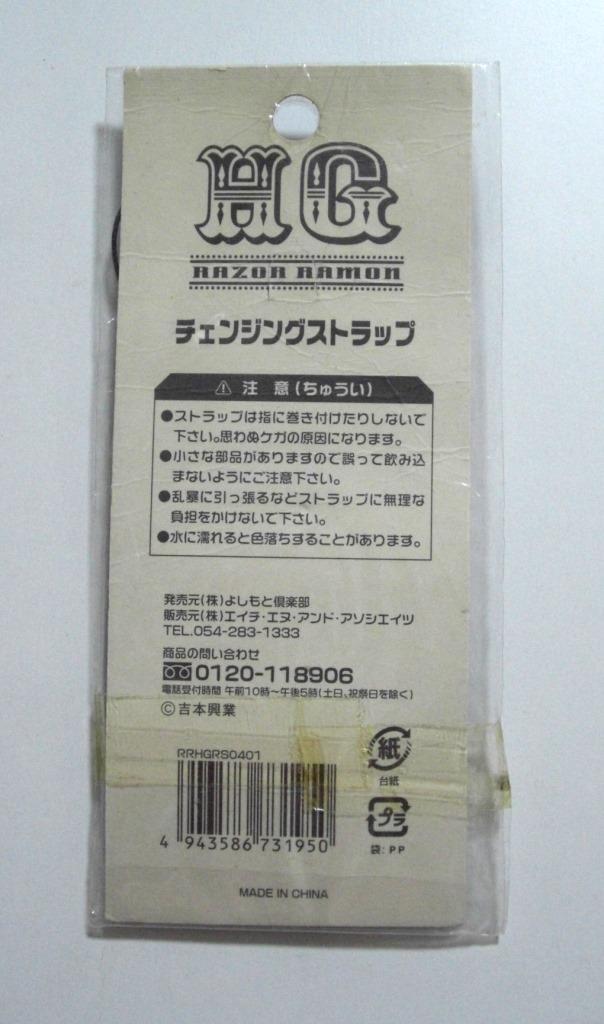 HG
RAZOR RAMON
チェンジングストラップ
⚠ 注 意(ちゅうい)
●ストラップは指に巻き付けたりしないで
下さい。思わぬケガの原因になります。
●小さな部品がありますので誤って飲み込
まないようにご注意下さい。
●乱暴に引っ張るなどストラップに無理な
負担をかけないで下さい。
●水に濡れると色落ちすることがあります。
発売元(株)よしもと倶楽部
販売元(株)エイチ・エヌ・アンド・アソシエイツ
TEL.054-283-1333
商品の問い合わせ
0120-118906
電話受付時間 午前10時～午後5時(土日、祝祭日を除く)
©吉本興業
RRHGRS0401
4 943586 731950
紙
台紙
プラ
袋:PP
MADE IN CHINA